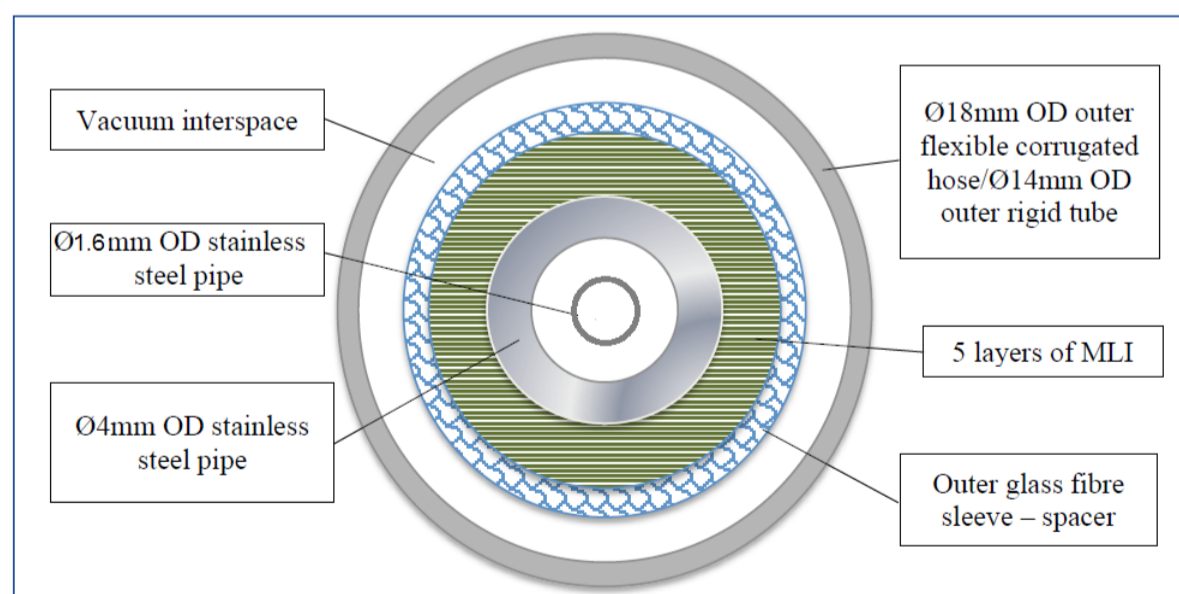 Vacuum interspace
Ø1.6mm OD stainless
steel pipe
Ø4mm OD stainless
steel pipe
Ø18mm OD outer
flexible corrugated
hose/Ø14mm OD
outer rigid tube
5 layers of MLI
Outer glass fibre
sleeve – spacer